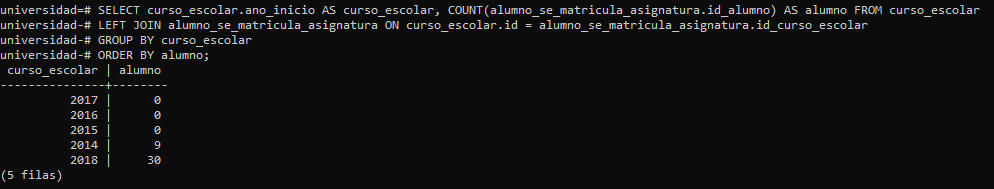 universidad=# SELECT curso_escolar.ano_inicio AS curso_escolar, COUNT(alumno_se_matricula_asignatura.id_alumno) AS alumno FROM curso_escolar
universidad-# LEFT JOIN alumno_se_matricula_asignatura ON curso_escolar.id = alumno_se_matricula_asignatura.id_curso_escolar
universidad-# GROUP BY curso_escolar
universidad-# ORDER BY alumno;
 curso_escolar | alumno
---------------+--------
          2017 |      0
          2016 |      0
          2015 |      0
          2014 |      9
          2018 |     30
(5 filas)